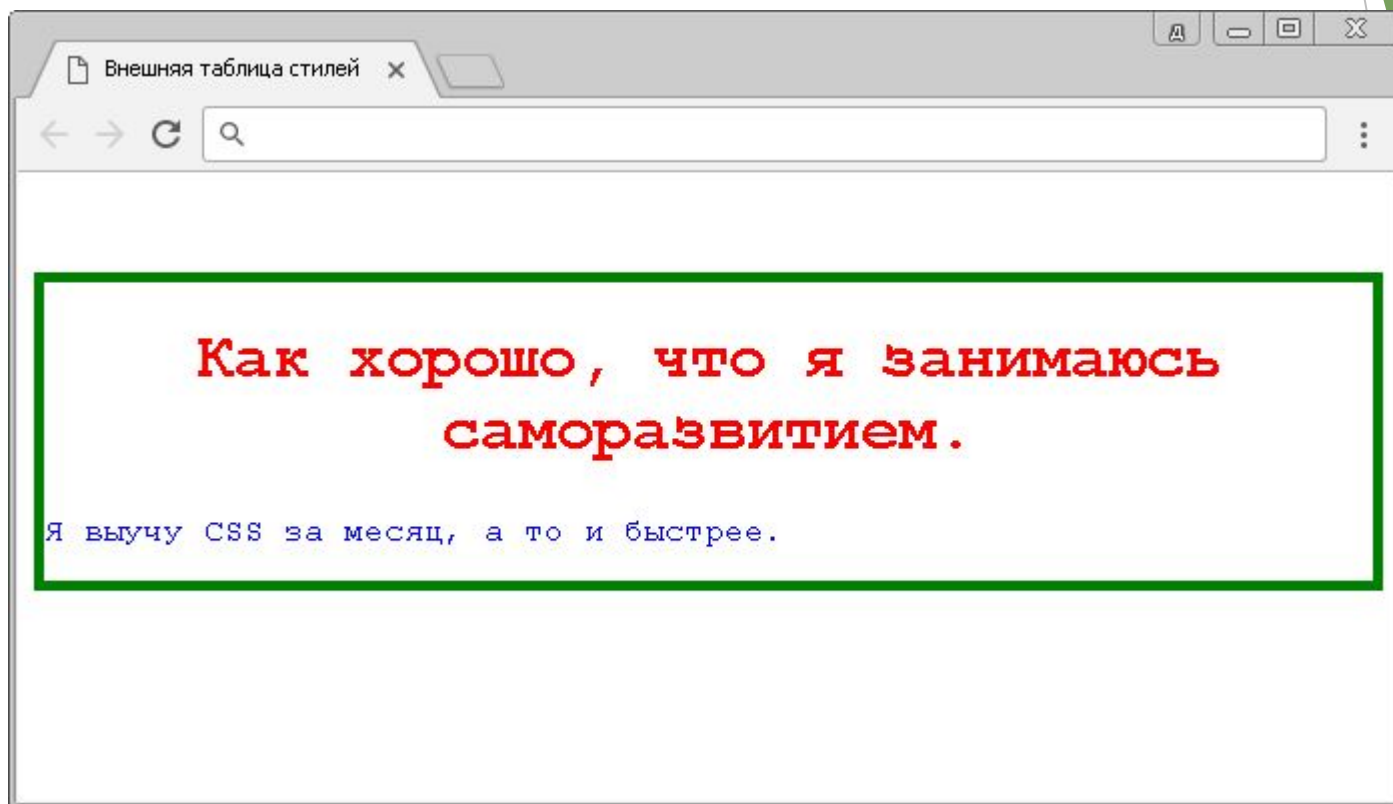 Д
Внешняя таблица стилей
Как хорошо, что я занимаюсь
саморазвитием.
Я выучу CSS за месяц, а то и быстрее.